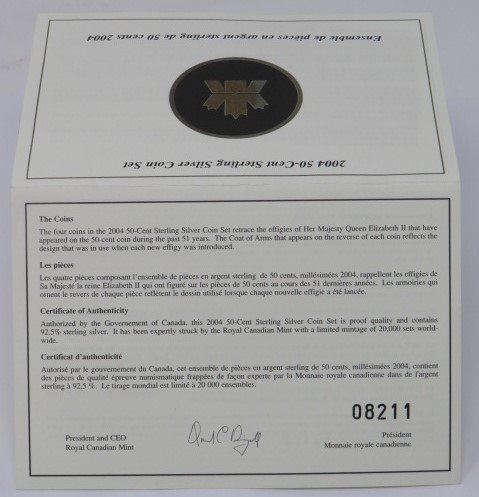 Ensemble de pièces en argent sterling de 50 cents 2004
2004 50-Cent Sterling Silver Coin Set
The Coins
The four coins in the 2004 50-Cent Sterling Silver Coin Set retrace the effigies of Her Majesty Queen Elizabeth II that have
appeared on the 50-cent coin during the past 51 years. The Coat of Arms that appears on the reverse of each coin reflects the
design that was in use when each new effigy was introduced.
Les pièces
Les quatre pièces composant l'ensemble de pièces en argent sterling de 50 cents, millésimées 2004, rappellent les effigies de
Sa Majesté la reine Elizabeth II qui ont figuré sur les pièces de 50 cents au cours des 51 dernières années. Les armoiries qui
ornent le revers de chaque pièce reflètent le dessin utilisé lorsque chaque nouvelle effigie a été lancée.
Certificate of Authenticity
Authorized by the Governement of Canada, this 2004 50-Cent Sterling Silver Coin Set is proof quality and contains
92.5% sterling silver. It has been expertly struck by the Royal Canadian Mint with a limited mintage of 20,000 sets world-
wide.
Certificat d'authenticité
Autorisé par le gouvernement du Canada, cet ensemble de pièces en argent sterling de 50 cents, millésimées 2004, contient
des pièces de qualité épreuve numismatique frappées de façon experte par la Monnaie royale canadienne dans de l'argent
sterling à 92,5 %. Le tirage mondial est limité à 20 000 ensembles.
08211
President and CEO
Royal Canadian Mint
Président
Monnaie royale canadienne